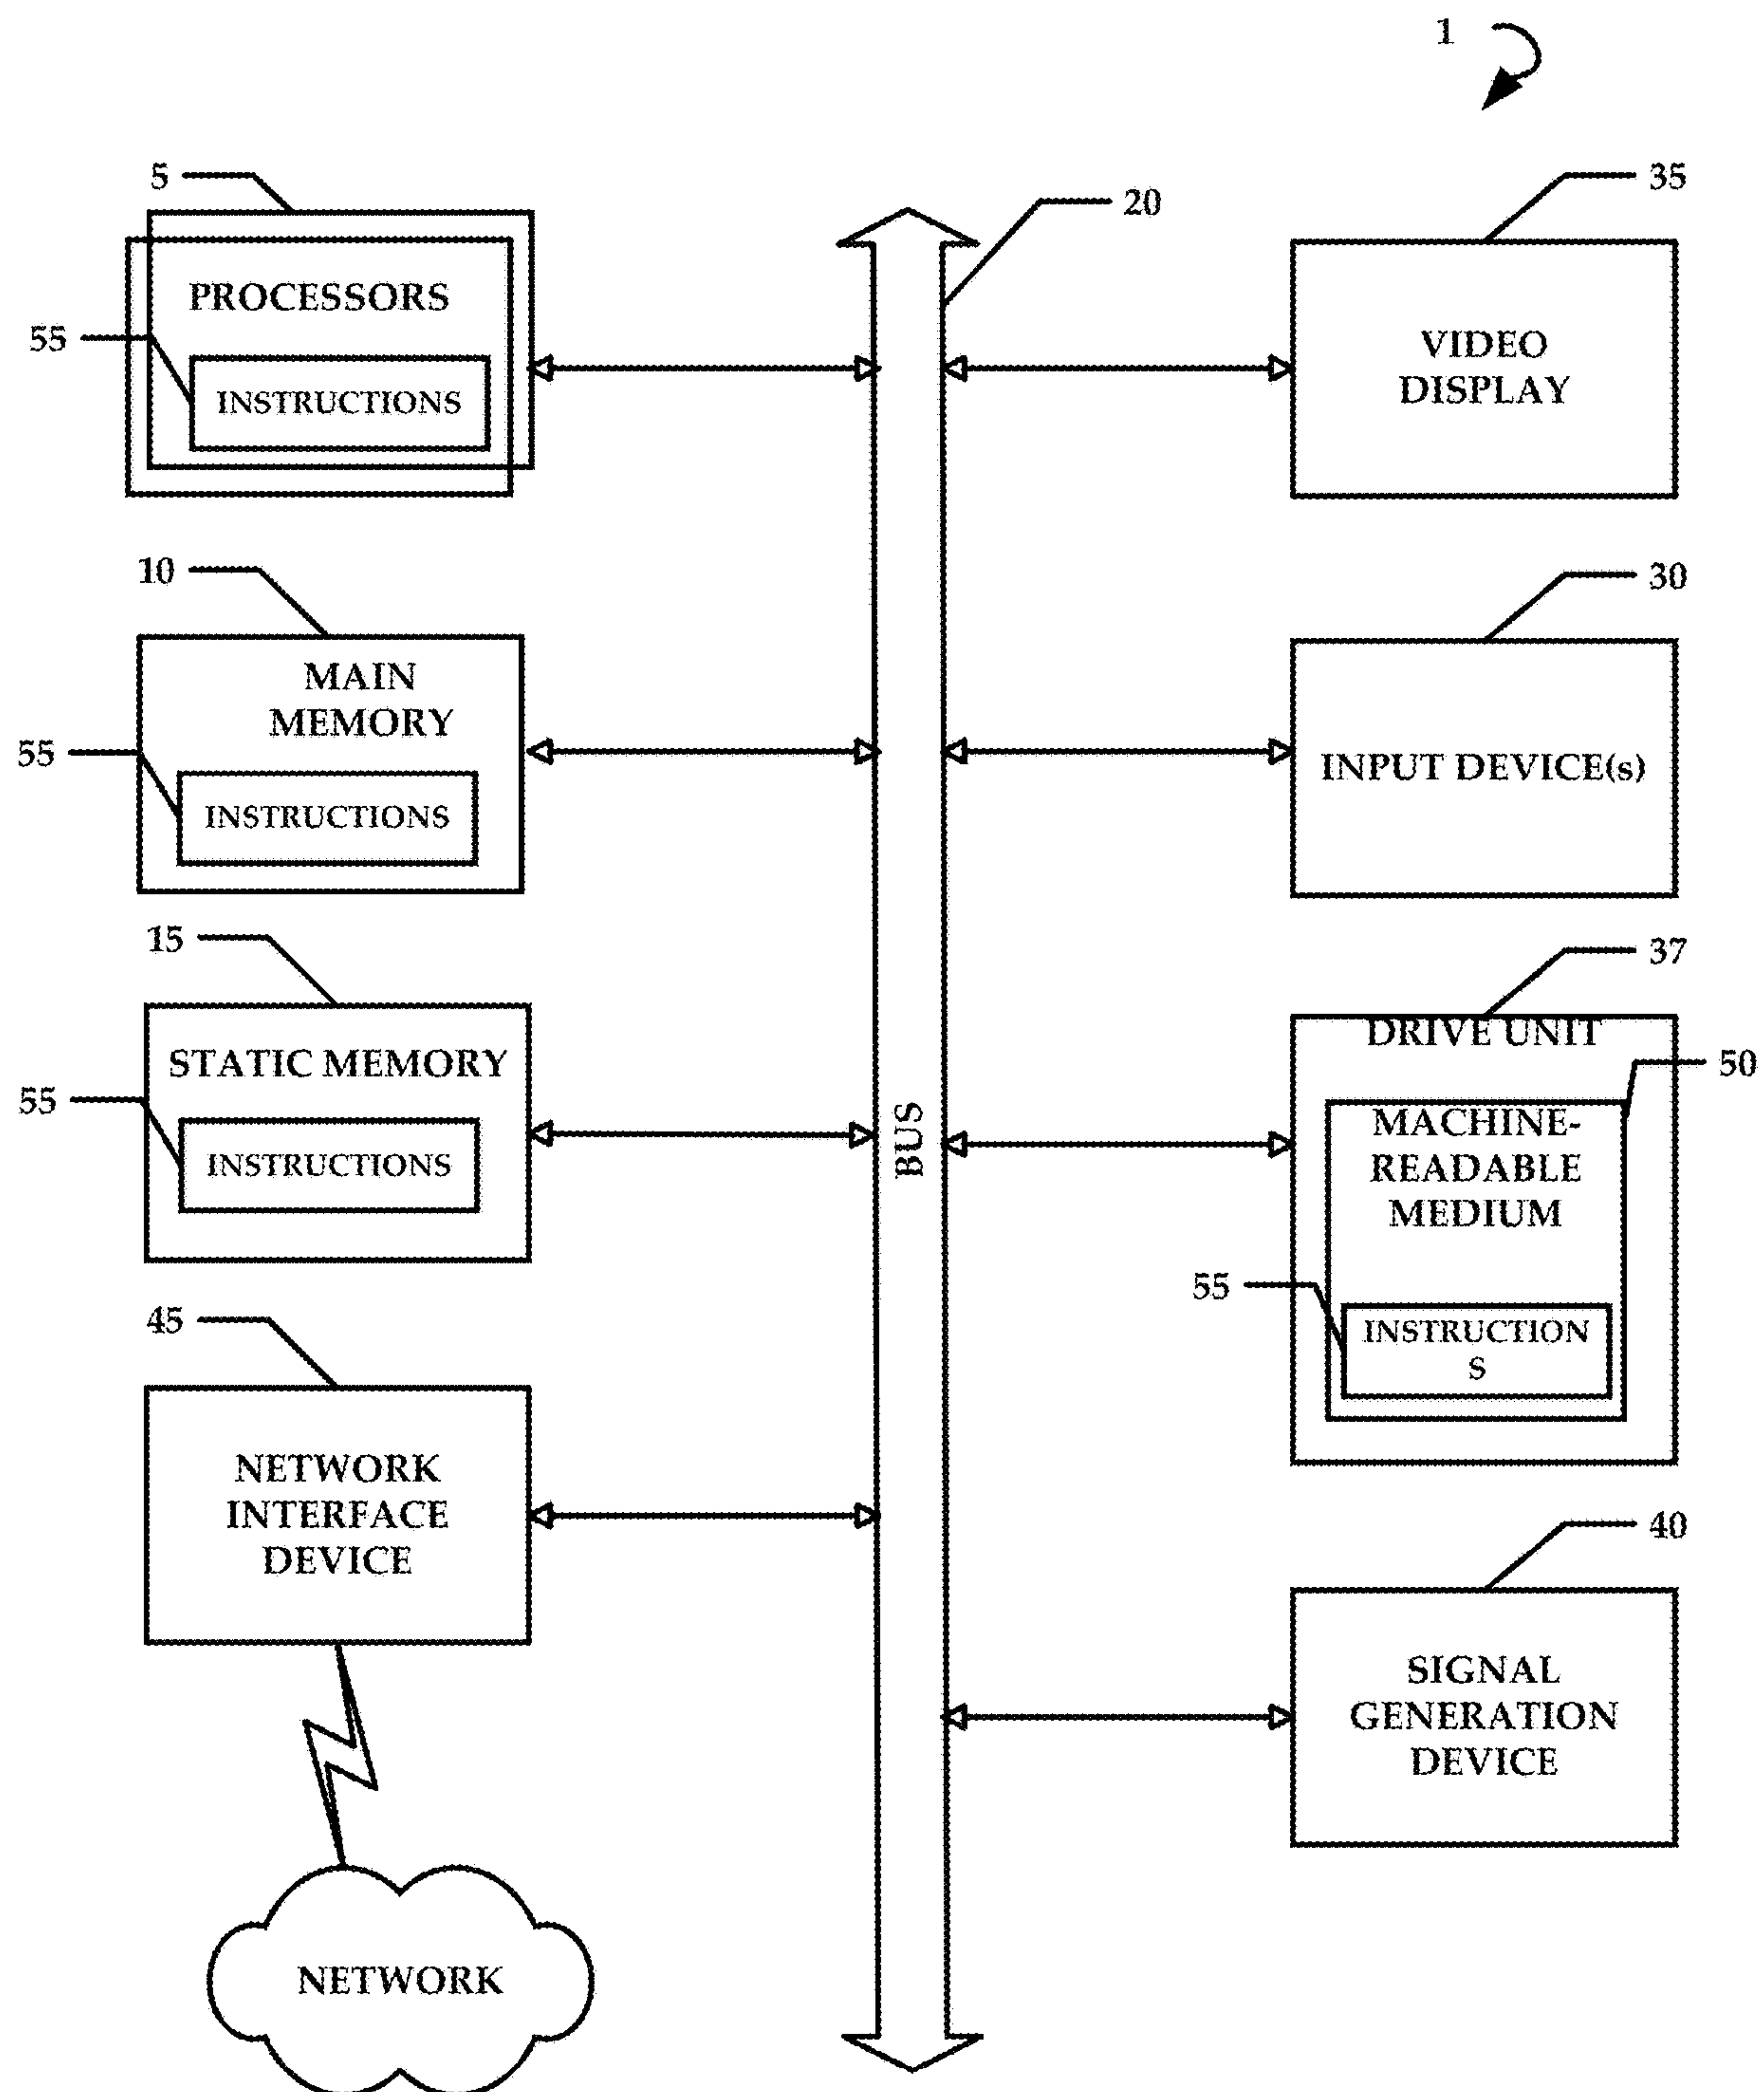 1
5
PROCESSORS
55
INSTRUCTIONS
20
35
VIDEO
DISPLAY
10
MAIN
MEMORY
55
INSTRUCTIONS
30
INPUT DEVICE(s)
15
STATIC MEMORY
55
INSTRUCTIONS
BUS
37
DRIVE UNIT
50
MACHINE-
READABLE
MEDIUM
55
INSTRUCTION
S
45
NETWORK
INTERFACE
DEVICE
40
SIGNAL
GENERATION
DEVICE
NETWORK